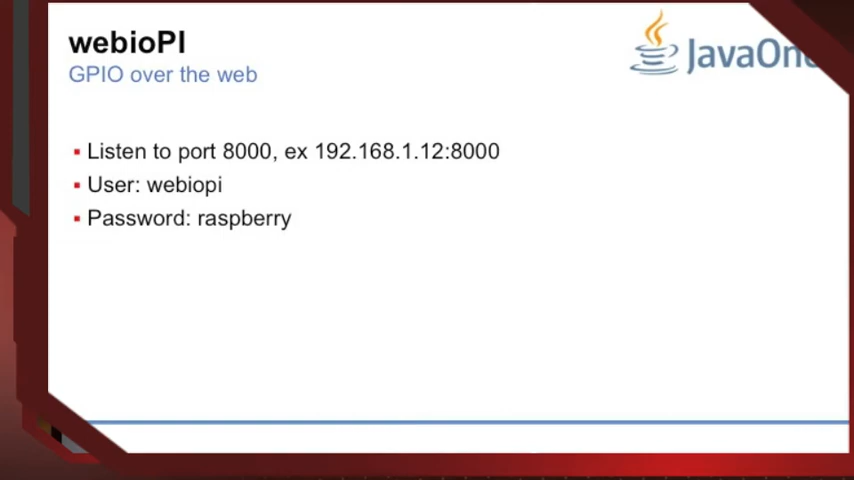 webioPI
GPIO over the web
JavaOne
▪ Listen to port 8000, ex 192.168.1.12:8000
▪ User: webiopi
▪ Password: raspberry